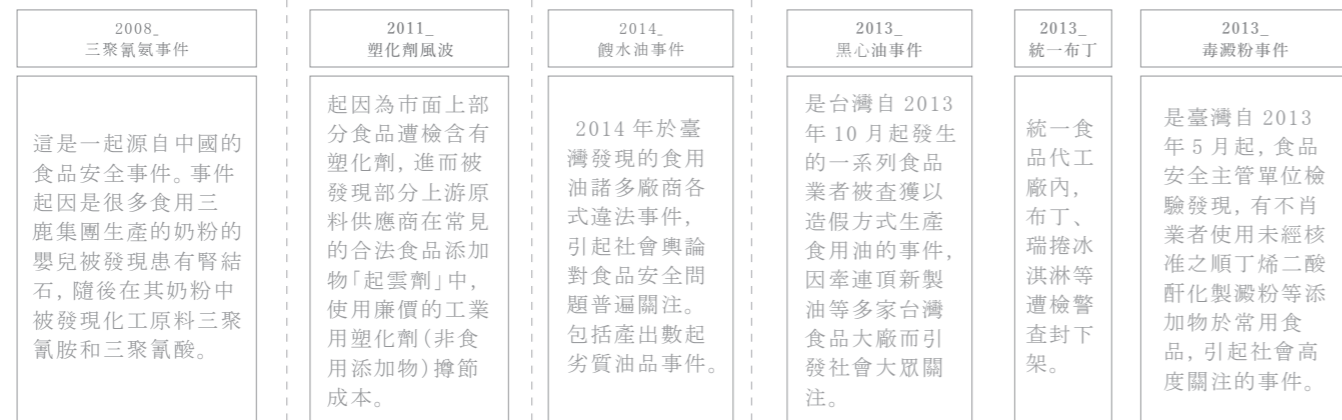 2008_
三聚氰氨事件
這是一起源自中國的
食品安全事件。事件
起因是很多食用三
鹿集團生產的奶粉的
嬰兒被發現患有腎結
石，隨後在其奶粉中
被發現化工原料三聚
氰胺和三聚氰酸。
2011_
塑化劑風波
起因為市面上部
分食品遭檢含有
塑化劑，進而被
發現部分上游原
料供應商在常見
的合法食品添加
物「起雲劑」中，
使用廉價的工業
用塑化劑（非食
用添加物）撙節
成本。
2014_
餿水油事件
2014 年於臺
灣發現的食用
油諸多廠商各
式違法事件，
引起社會輿論
對食品安全問
題普遍關注。
包括產出數起
劣質油品事件。
2013_
黑心油事件
是台灣自 2013
年 10 月起發生
的一系列食品
業者被查獲以
造假方式生產
食用油的事件，
因牽連頂新製
油等多家台灣
食品大廠而引
發社會大眾關
注。
2013_
統一布丁
統一食
品代工
廠內，
布丁、
瑞捲冰
淇淋等
遭檢警
查封下
架。
2013_
毒澱粉事件
是臺灣自 2013
年 5 月起，食品
安全主管單位檢
驗發現，有不肖
業者使用未經核
准之順丁烯二酸
酐化製澱粉等添
加物於常用食
品，引起社會高
度關注的事件。